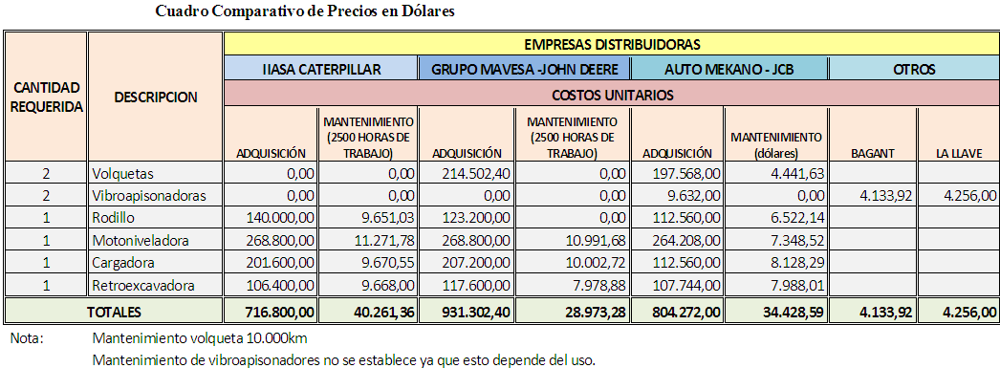 Cuadro Comparativo de Precios en Dólares
EMPRESAS DISTRIBUIDORAS
CANTIDAD REQUERIDA DESCRIPCION IIASA CATERPILLAR GRUPO MAVESA -JOHN DEERE AUTO MEKANO - JCB OTROS
COSTOS UNITARIOS
ADQUISICIÓN MANTENIMIENTO (2500 HORAS DE TRABAJO) ADQUISICIÓN MANTENIMIENTO (2500 HORAS DE TRABAJO) ADQUISICIÓN MANTENIMIENTO (dólares) BAGANT LA LLAVE
2 Volquetas 0,00 0,00 214.502,40 0,00 197.568,00 4.441,63
2 Vibroapisonadoras 0,00 0,00 0,00 0,00 9.632,00 0,00 4.133,92 4.256,00
1 Rodillo 140.000,00 9.651,03 123.200,00 0,00 112.560,00 6.522,14
1 Motoniveladora 268.800,00 11.271,78 268.800,00 10.991,68 264.208,00 7.348,52
1 Cargadora 201.600,00 9.670,55 207.200,00 10.002,72 112.560,00 8.128,29
1 Retroexcavadora 106.400,00 9.668,00 117.600,00 7.978,88 107.744,00 7.988,01
TOTALES 716.800,00 40.261,36 931.302,40 28.973,28 804.272,00 34.428,59 4.133,92 4.256,00
Nota: Mantenimiento volqueta 10.000km
Mantenimiento de vibroapisonadores no se establece ya que esto depende del uso.